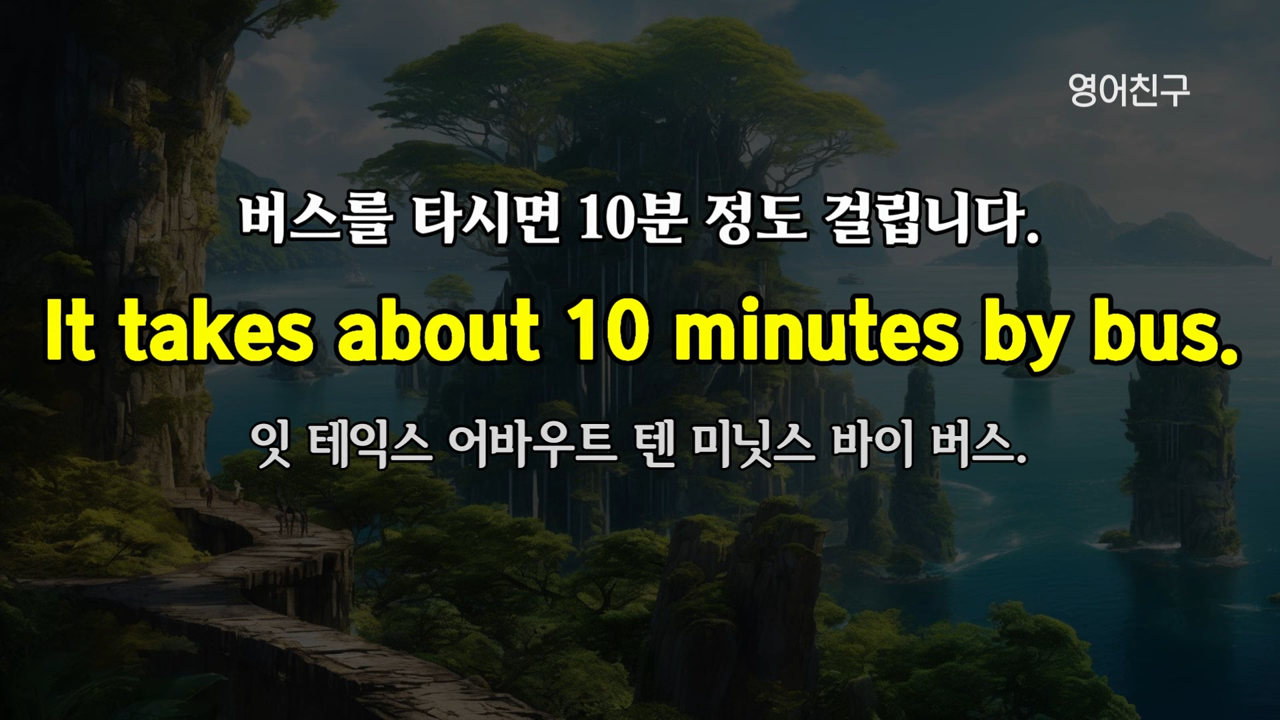 영어친구
버스를 타시면 10분 정도 걸립니다.
It takes about 10 minutes by bus.
잇 테익스 어바우트 텐 미닛스 바이 버스.